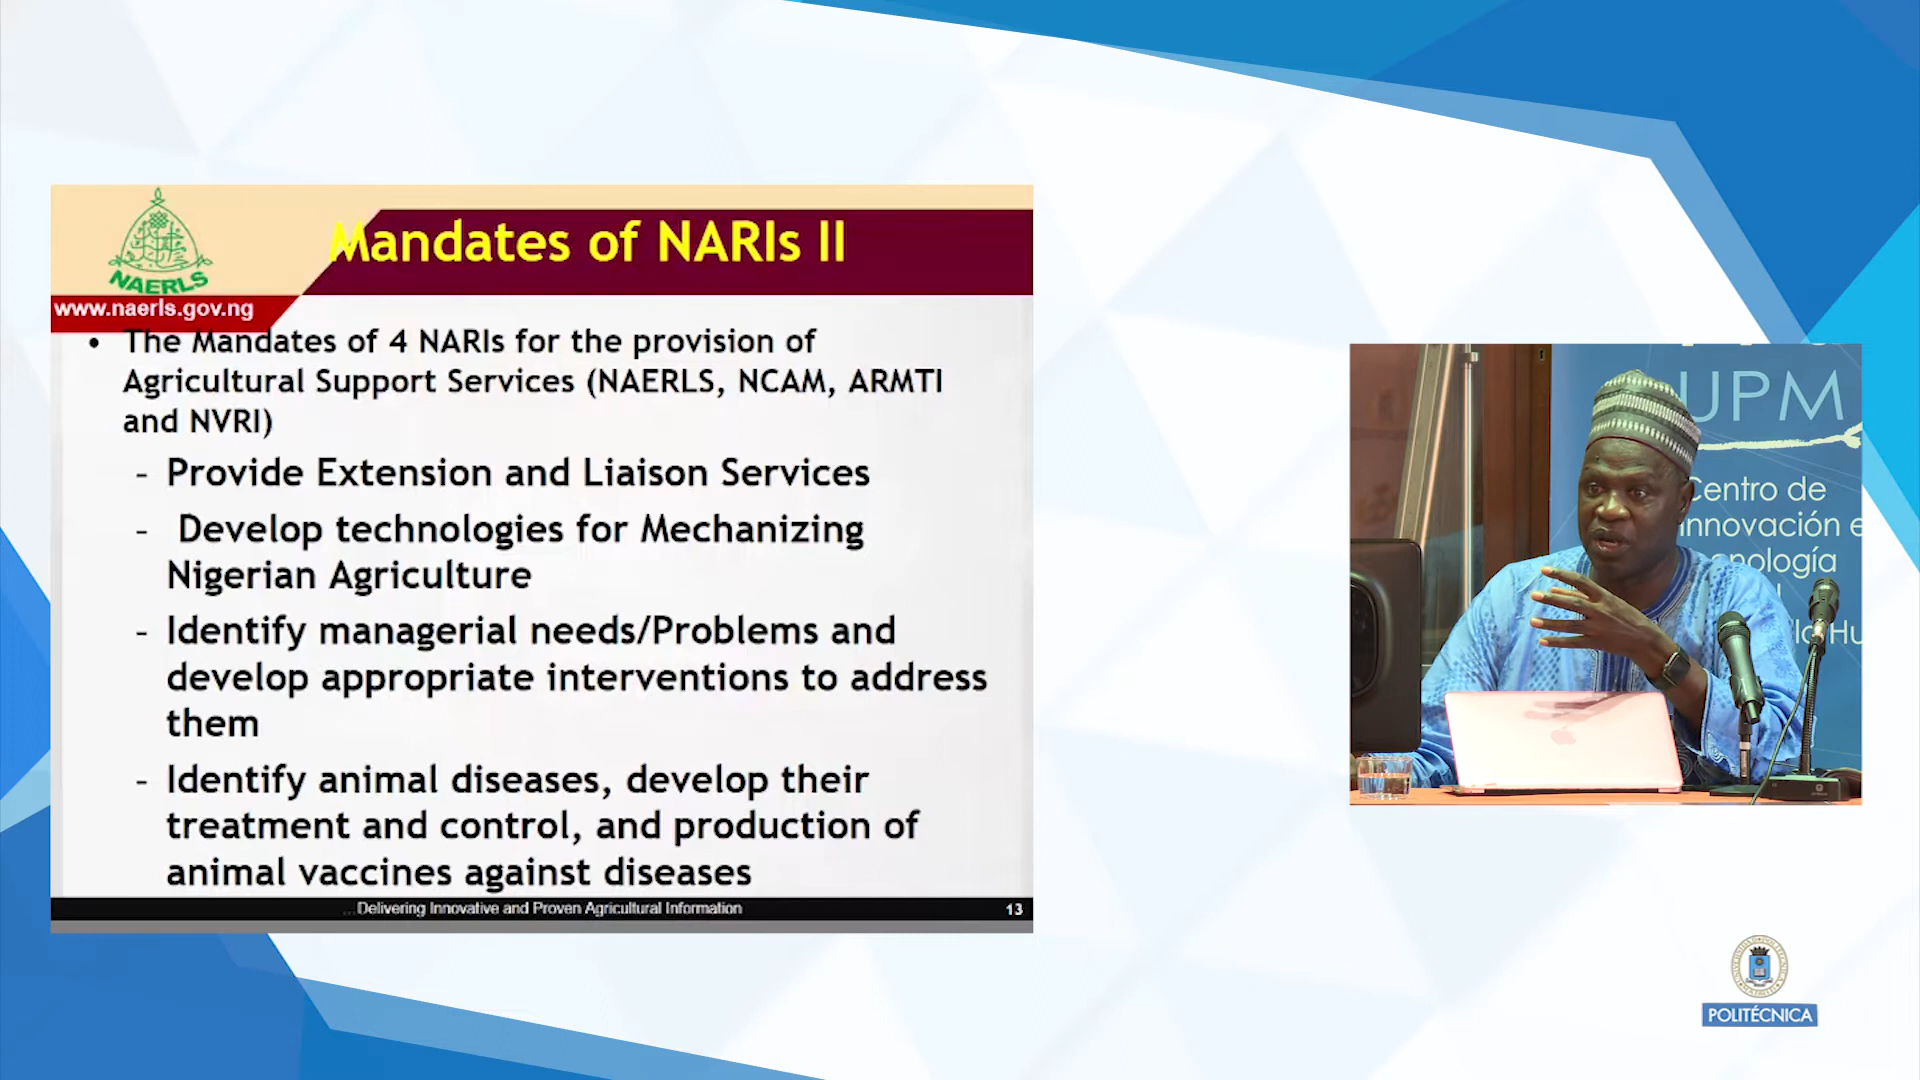 Mandates of NARIs II
NAERLS
www.naerls.gov.ng
• The Mandates of 4 NARIs for the provision of
Agricultural Support Services (NAERLS, NCAM, ARMTI
and NVRI)
- Provide Extension and Liaison Services
- Develop technologies for Mechanizing
Nigerian Agriculture
- Identify managerial needs/Problems and
develop appropriate interventions to address
them
- Identify animal diseases, develop their
treatment and control, and production of
animal vaccines against diseases
...Delivering Innovative and Proven Agricultural Information
13
UPM
Centro de
innovación e
POLITÉCNICA